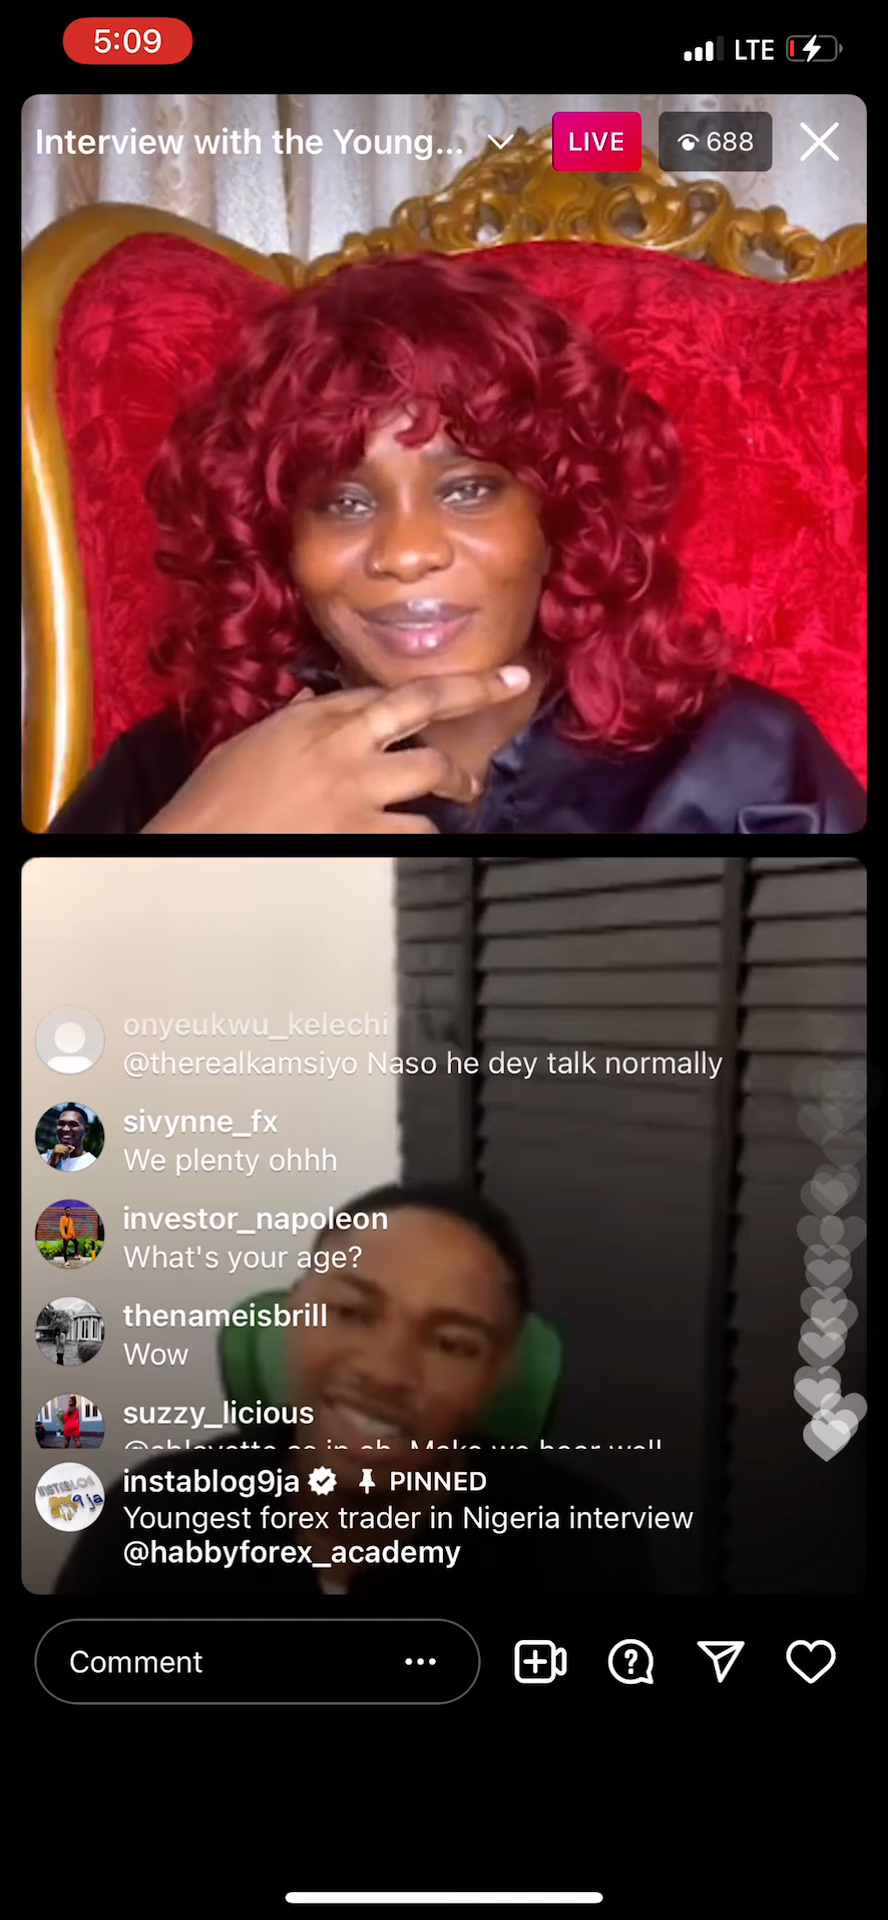 5:09
LTE
Interview with the Young...
LIVE
688
onyeukwu_kelechi
@therealkamsiyo Naso he dey talk normally
sivynne_fx
We plenty ohhh
investor_napoleon
What's your age?
thenameisbrill
Wow
suzzy_licious
instablog9ja PINNED
Youngest forex trader in Nigeria interview
@habbyforex_academy
Comment